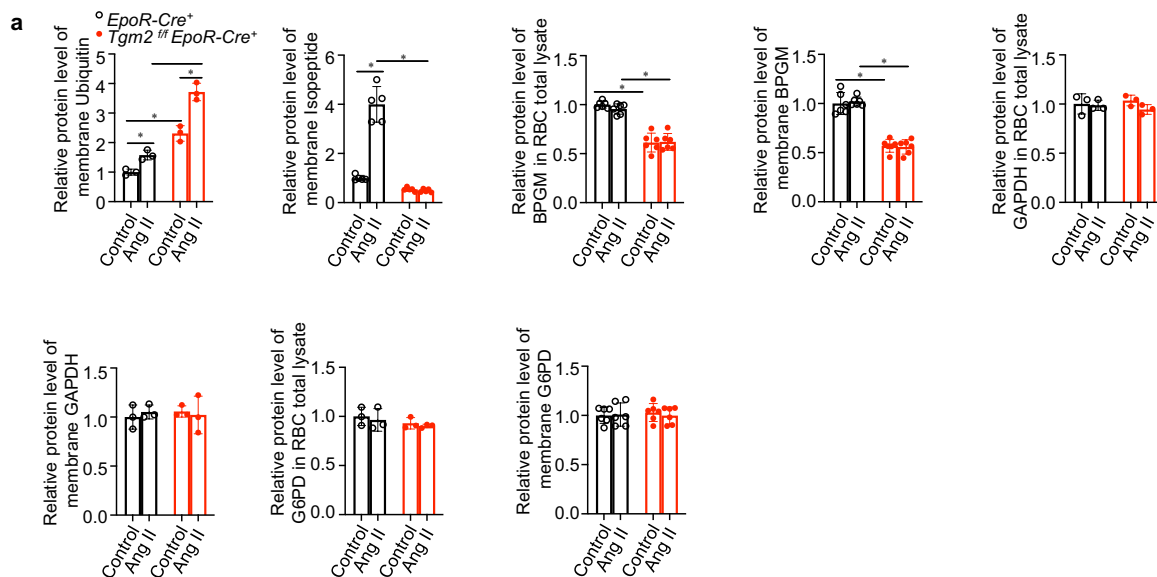 a
EpoR-Cre+
Tgm2 f/f EpoR-Cre+
Relative protein level of
membrane Ubiquitin
5
4
3
2
1
0
*
*
*
*
Control
Ang II
Control
Ang II
Relative protein level of
membrane Isopeptide
6
4
2
0
*
*
Control
Ang II
Control
Ang II
Relative protein level of
BPGM in RBC total lysate
1.5
1.0
0.5
0.0
*
*
Control
Ang II
Control
Ang II
Relative protein level of
membrane BPGM
1.5
1.0
0.5
0.0
*
*
Control
Ang II
Control
Ang II
Relative protein level of
GAPDH in RBC total lysate
1.5
1.0
0.5
0.0
Control
Ang II
Control
Ang II
Relative protein level of
membrane GAPDH
1.5
1.0
0.5
0.0
Control
Ang II
Control
Ang II
Relative protein level of
G6PD in RBC total lysate
1.5
1.0
0.5
0.0
Control
Ang II
Control
Ang II
Relative protein level of
membrane G6PD
1.5
1.0
0.5
0.0
Control
Ang II
Control
Ang II